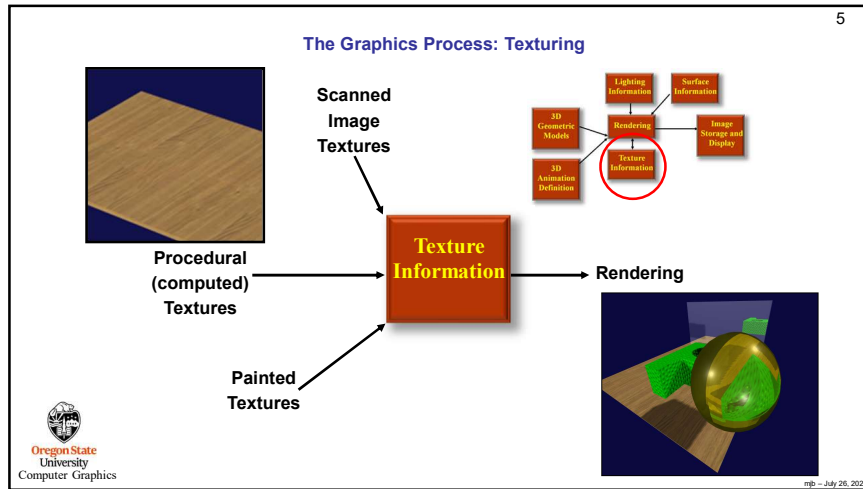 5
The Graphics Process: Texturing
Scanned
Image
Textures
Lighting
Information
Surface
Information
3D
Geometric
Models
Rendering
Image
Storage and
Display
Texture
Information
3D
Animation
Definition
Texture
Information
Procedural
(computed)
Textures
Rendering
Painted
Textures
Oregon State
University
Computer Graphics
mjb – July 26, 202